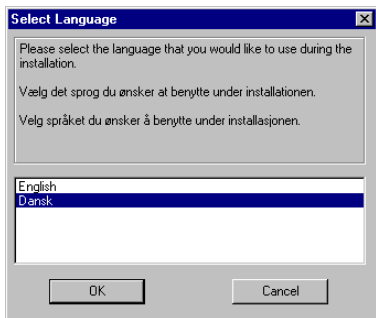 Select Language
Please select the language that you would like to use during the
installation.
Vælg det sprog du ønsker at benytte under installationen.
Velg språket du ønsker å benytte under installasjonen.
English
Dansk
OK
Cancel